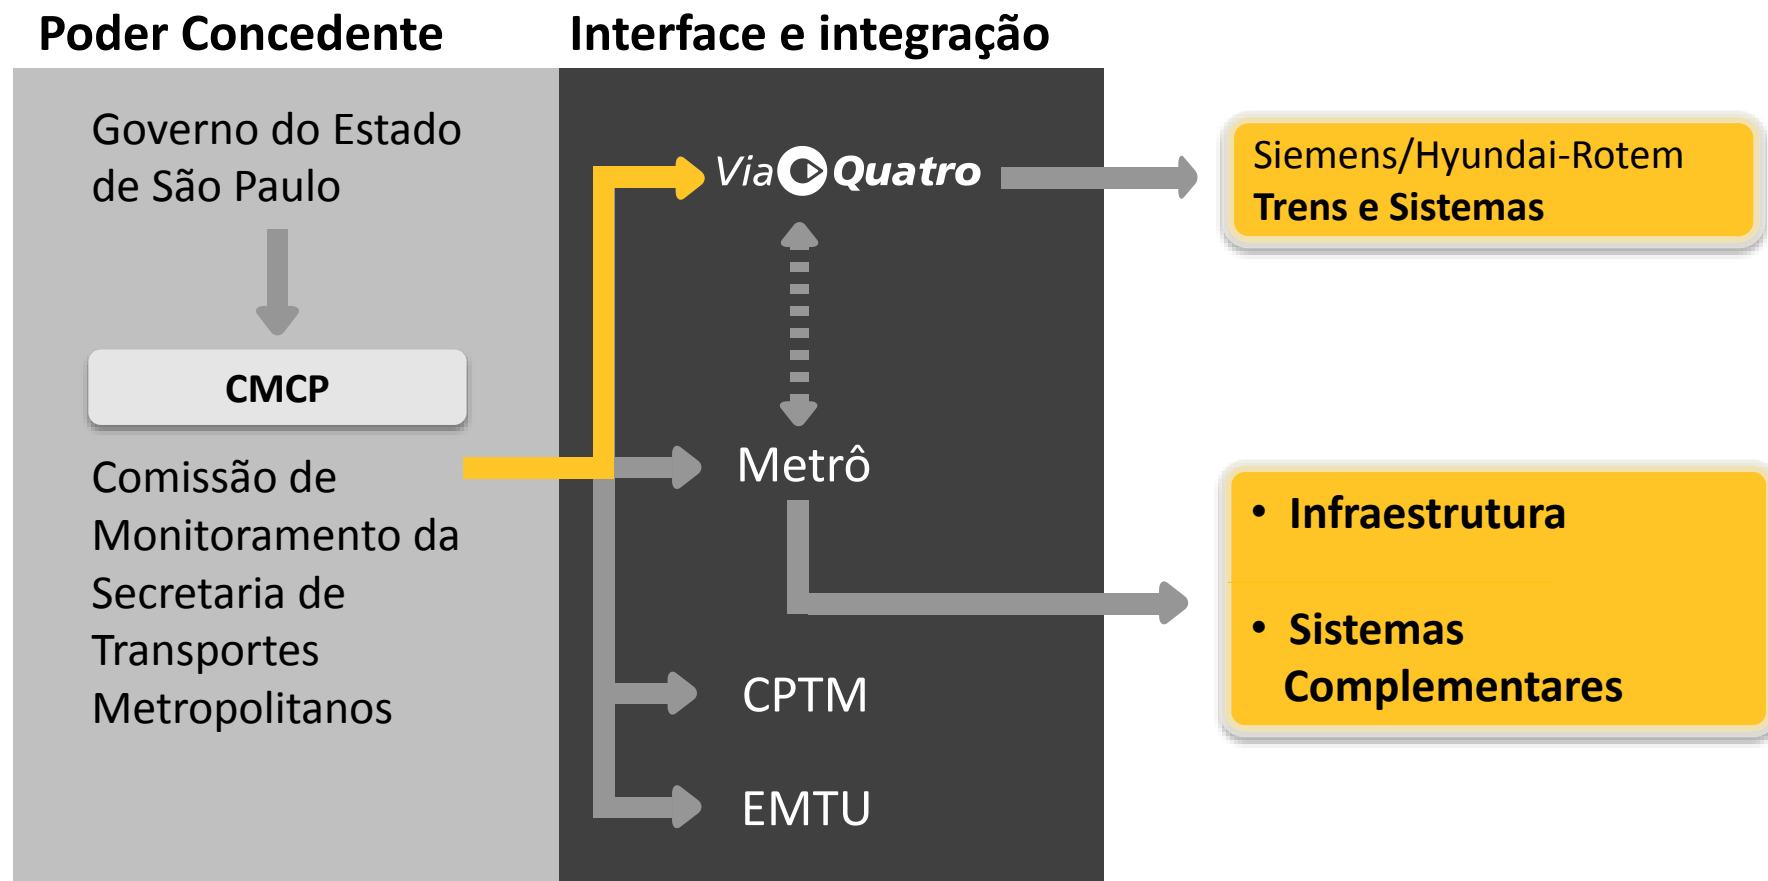 Poder Concedente
Interface e integração
Governo do Estado
de São Paulo
CMCP
Comissão de
Monitoramento da
Secretaria de
Transportes
Metropolitanos
ViaQuatro
Metrô
CPTM
EMTU
Siemens/Hyundai-Rotem
Trens e Sistemas
• Infraestrutura
• Sistemas
Complementares